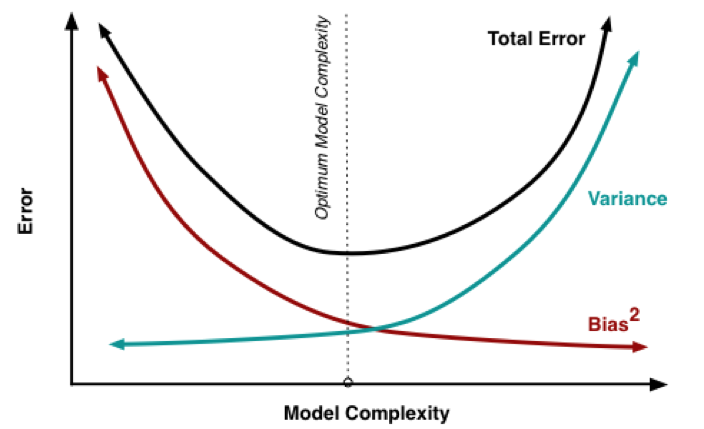 Total Error
Optimum Model Complexity
Variance
Error
Bias²
Model Complexity